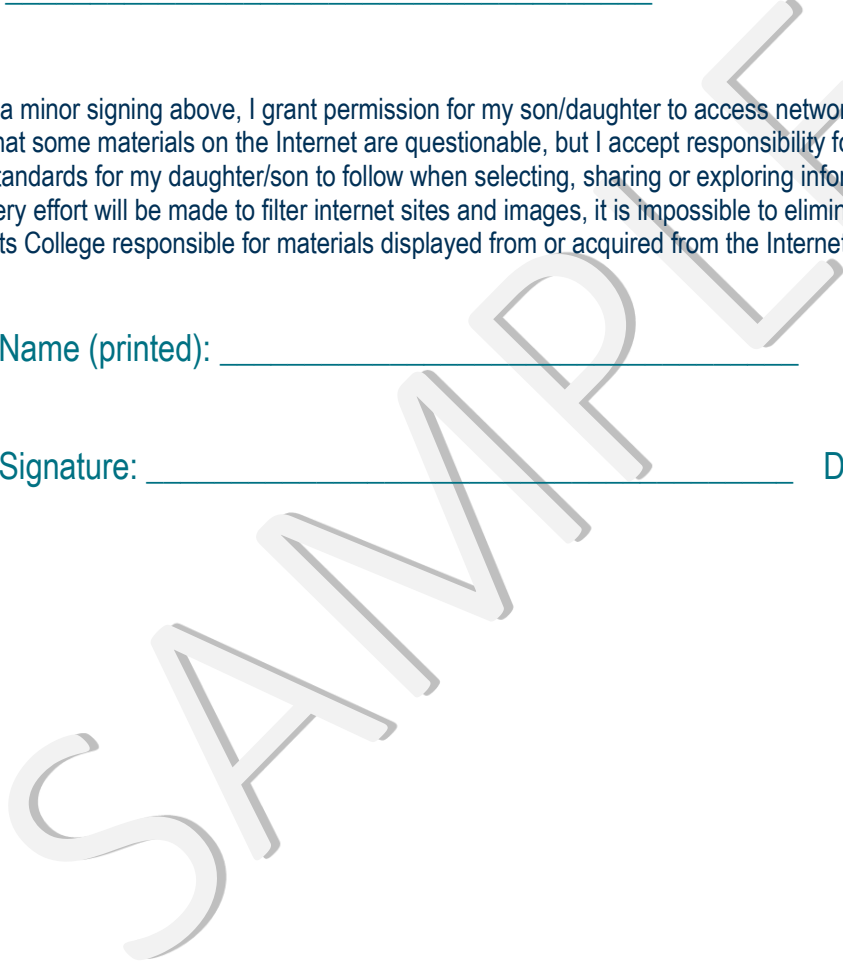 a minor signing above, I grant permission for my son/daughter to access networ
hat some materials on the Internet are questionable, but I accept responsibility fo
tandards for my daughter/son to follow when selecting, sharing or exploring infor
ery effort will be made to filter internet sites and images, it is impossible to elimin
ts College responsible for materials displayed from or acquired from the Internet
Name (printed): __________________________________
Signature: ______________________________________ D
SAMPLE